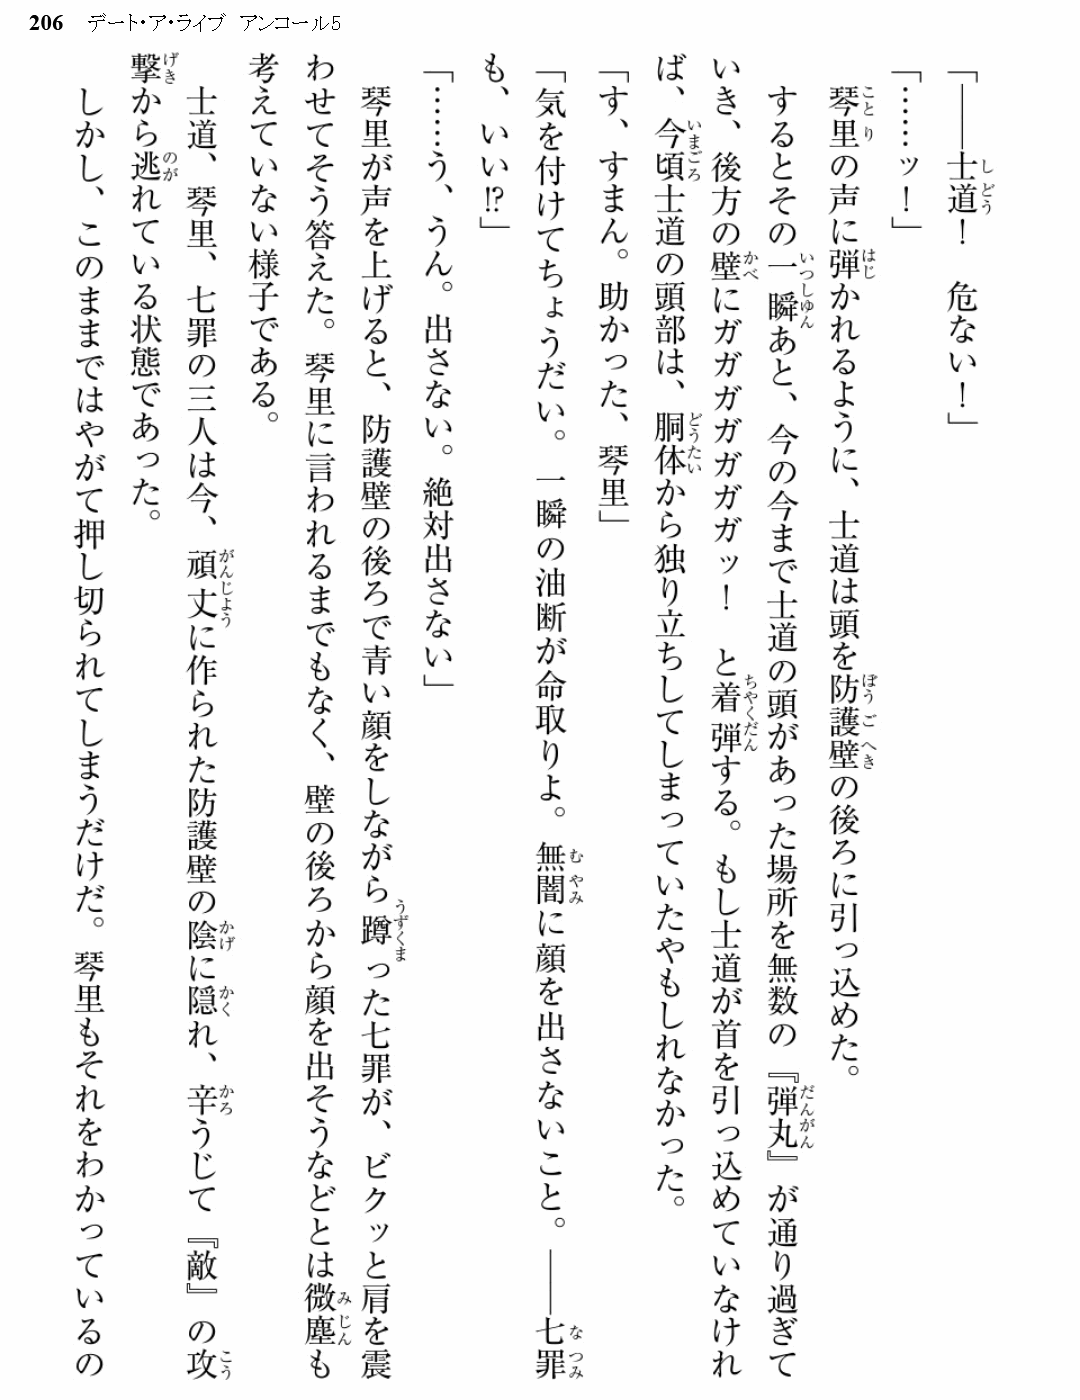 206 デート・ア・ライブ アンコール5
「――士道！　危ない！」
「……ッ！」
琴里の声に弾かれるように、士道は頭を防護壁の後ろに引っ込めた。
するとその一瞬あと、今の今まで士道の頭があった場所を無数の『弾丸』が通り過ぎて
いき、後方の壁にガガガガガガガッ！　と着弾する。もし士道が首を引っ込めていなけれ
ば、今頃士道の頭部は、胴体から独り立ちしてしまっていたやもしれなかった。
「す、すまん。助かった、琴里」
「気を付けてちょうだい。一瞬の油断が命取りよ。無闇に顔を出さないこと。――七罪
も、いい!?」
「……う、うん。出さない。絶対出さない」
琴里が声を上げると、防護壁の後ろで青い顔をしながら蹲った七罪が、ビクッと肩を震
わせてそう答えた。琴里に言われるまでもなく、壁の後ろから顔を出そうなどとは微塵も
考えていない様子である。
士道、琴里、七罪の三人は今、頑丈に作られた防護壁の陰に隠れ、辛うじて『敵』の攻
撃から逃れている状態であった。
しかし、このままではやがて押し切られてしまうだけだ。琴里もそれをわかっているの